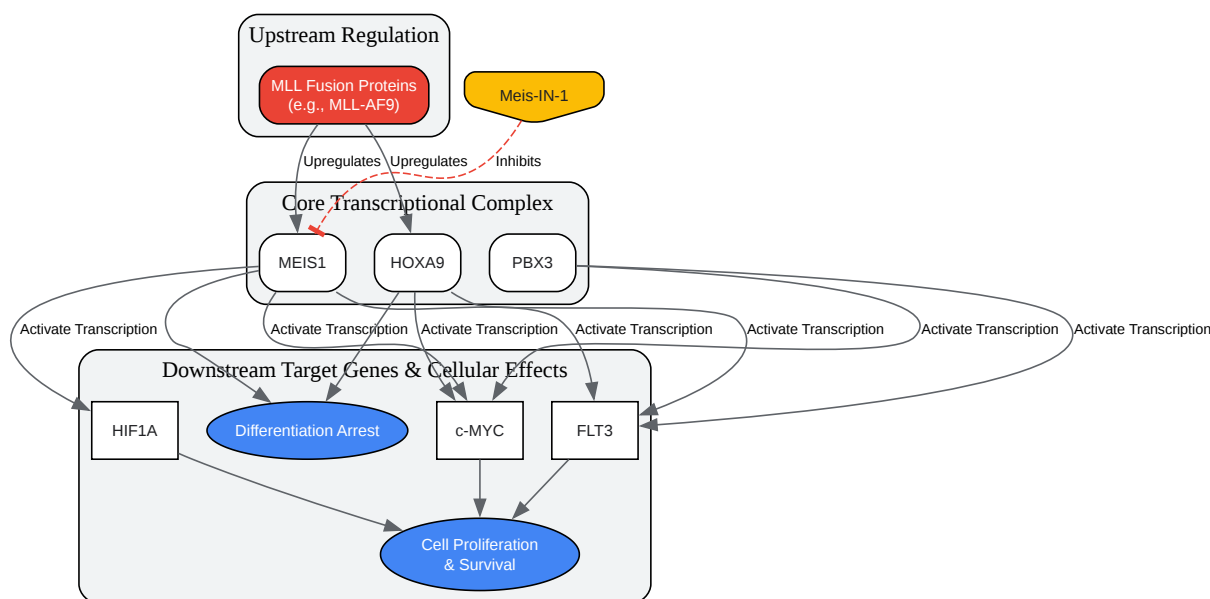 Upstream Regulation
MLL Fusion Proteins
(e.g., MLL-AF9)
Meis-IN-1
Upregulates
Upregulates
Inhibits
Core Transcriptional Complex
MEIS1
HOXA9
PBX3
Activate Transcription
Activate Transcription
Activate Transcription
Activate Transcription
Activate Transcription
Activate Transcription
Activate Transcription
Downstream Target Genes & Cellular Effects
HIF1A
Differentiation Arrest
c-MYC
FLT3
Cell Proliferation
& Survival